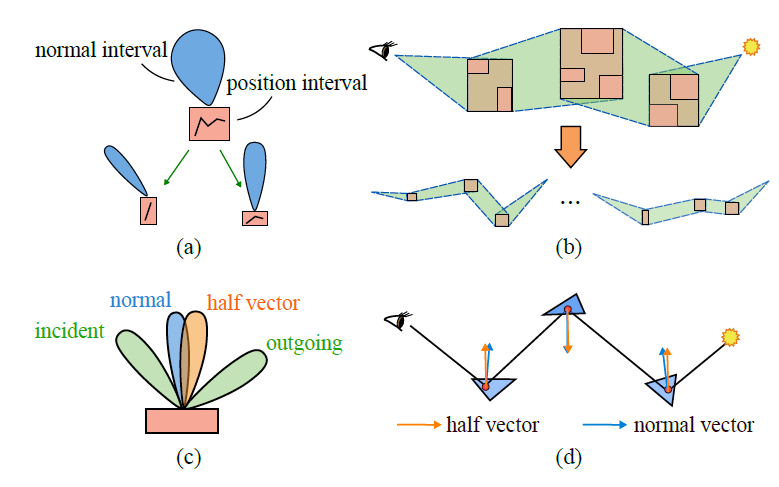 normal interval
position interval
(a)
...
(b)
normal half vector
incident
outgoing
(c)
half vector
normal vector
(d)